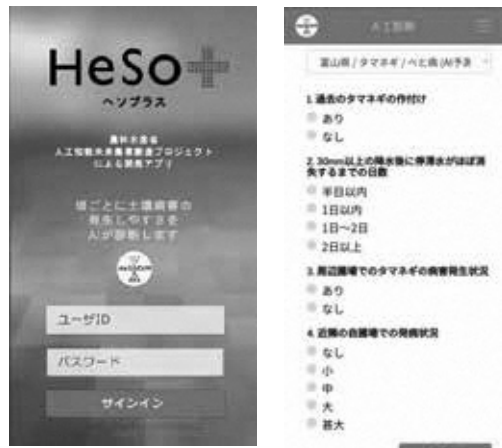 HeSo+
ヘソプラス
農林水産省
人工知能未来農業創造プロジェクト
による開発アプリ
畑ごとに土壌病害の
発生しやすさを
AIが診断します
ユーザID
パスワード
サインイン
AI診断
富山県 / タマネギ / べと病 (AI予測
1. 過去のタマネギの作付け
あり
なし
2. 30mm以上の降水後に停滞水がほぼ消
失するまでの日数
半日以内
1日以内
1日〜2日
2日以上
3. 周辺圃場でのタマネギの病害発生状況
あり
なし
4. 近隣の自圃場での発病状況
なし
小
中
大
甚大